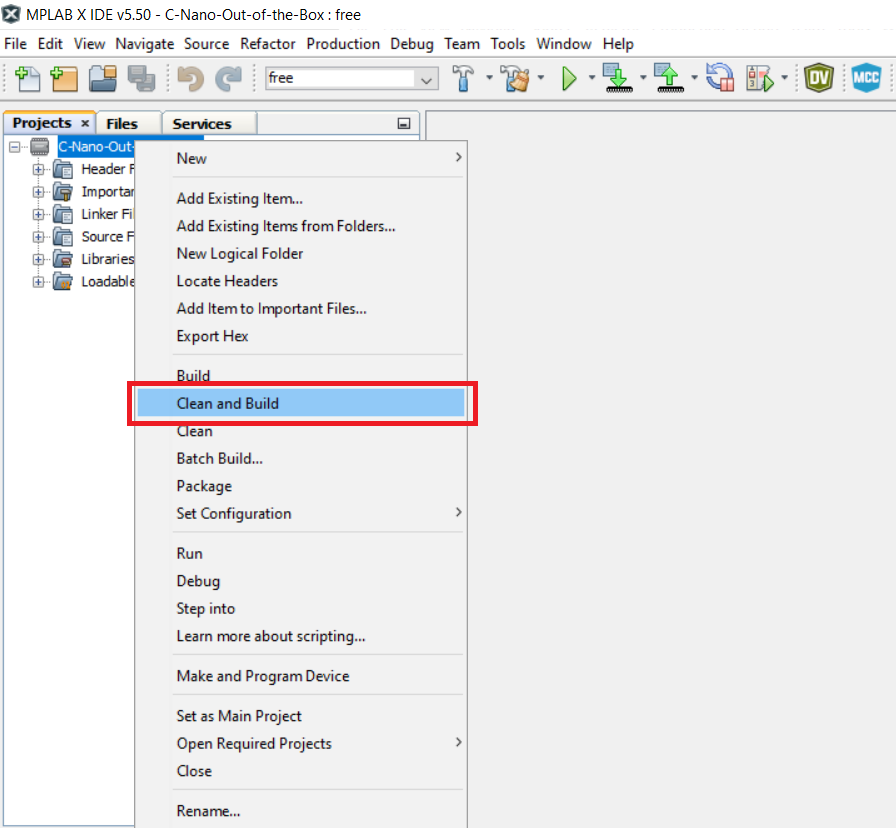 MPLAB X IDE v5.50 - C-Nano-Out-of-the-Box : free
File Edit View Navigate Source Refactor Production Debug Team Tools Window Help
free
DV
MCC
Projects × Files Services
C-Nano-Out-
Header F
Importan
Linker Fi
Source F
Libraries
Loadable
New
Add Existing Item...
Add Existing Items from Folders...
New Logical Folder
Locate Headers
Add Item to Important Files...
Export Hex
Build
Clean and Build
Clean
Batch Build...
Package
Set Configuration
Run
Debug
Step into
Learn more about scripting...
Make and Program Device
Set as Main Project
Open Required Projects
Close
Rename...